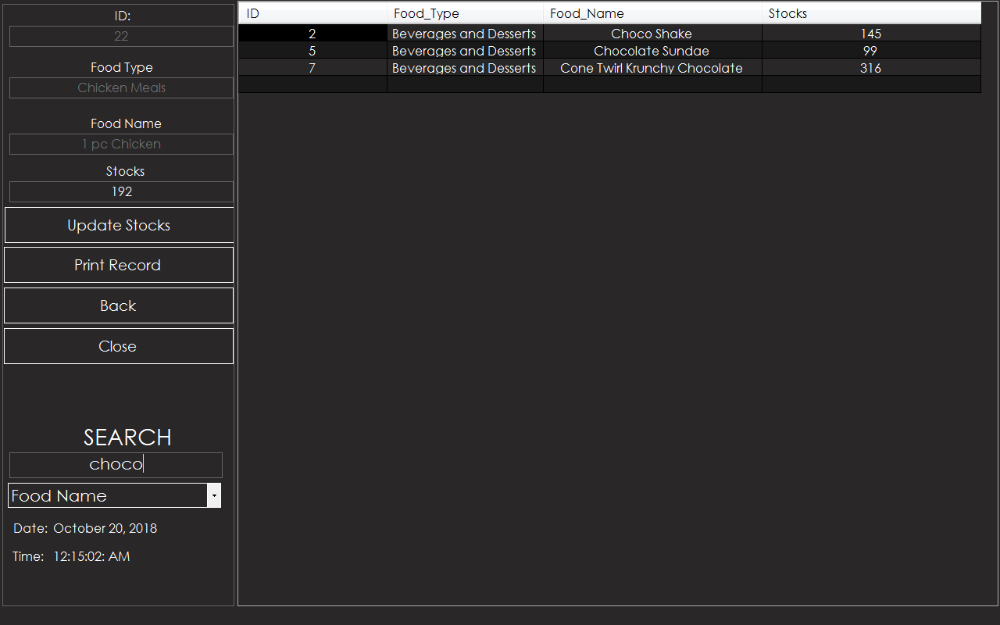 ID:
22
Food Type
Chicken Meals
Food Name
1 pc Chicken
Stocks
192
Update Stocks
Print Record
Back
Close
SEARCH
choco
Food Name
Date: October 20, 2018
Time: 12:15:02: AM
ID Food_Type Food_Name Stocks
2 Beverages and Desserts Choco Shake 145
5 Beverages and Desserts Chocolate Sundae 99
7 Beverages and Desserts Cone Twirl Krunchy Chocolate 316